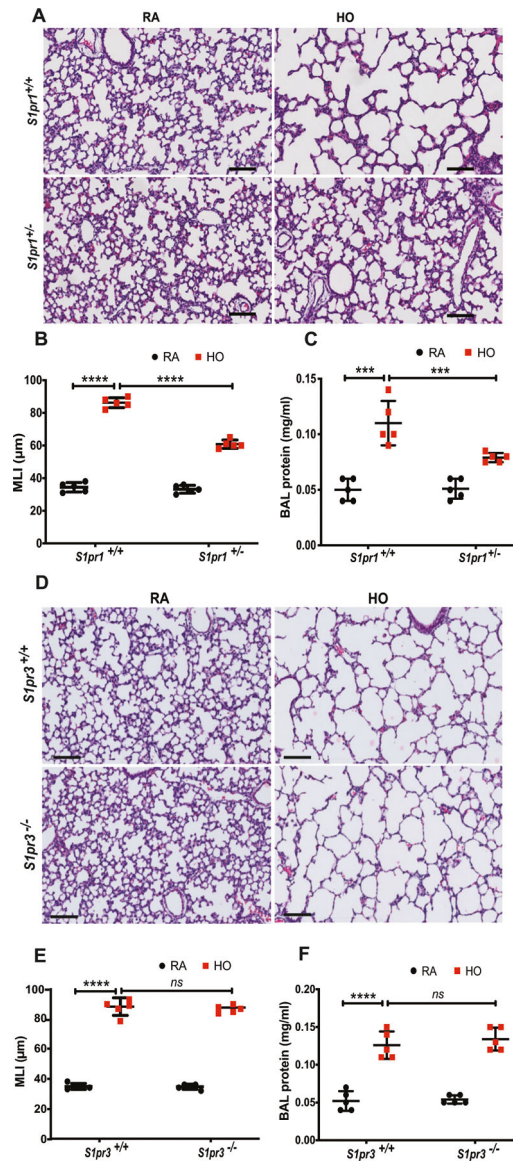 A
RA
HO
S1pr1+/+
S1pr1+/-
B
RA
HO
C
RA
HO
****
****
***
***
MLI (µm)
100
80
60
40
20
0
BAL protein (mg/ml)
0.15
0.10
0.05
0.00
S1pr1 +/+
S1pr1 +/-
S1pr1 +/+
S1pr1 +/-
D
RA
HO
S1pr3 +/+
S1pr3 -/-
E
RA
HO
F
RA
HO
****
ns
****
ns
MLI (µm)
100
80
60
40
20
0
BAL protein (mg/ml)
0.20
0.15
0.10
0.05
0.00
S1pr3 +/+
S1pr3 -/-
S1pr3 +/+
S1pr3 -/-